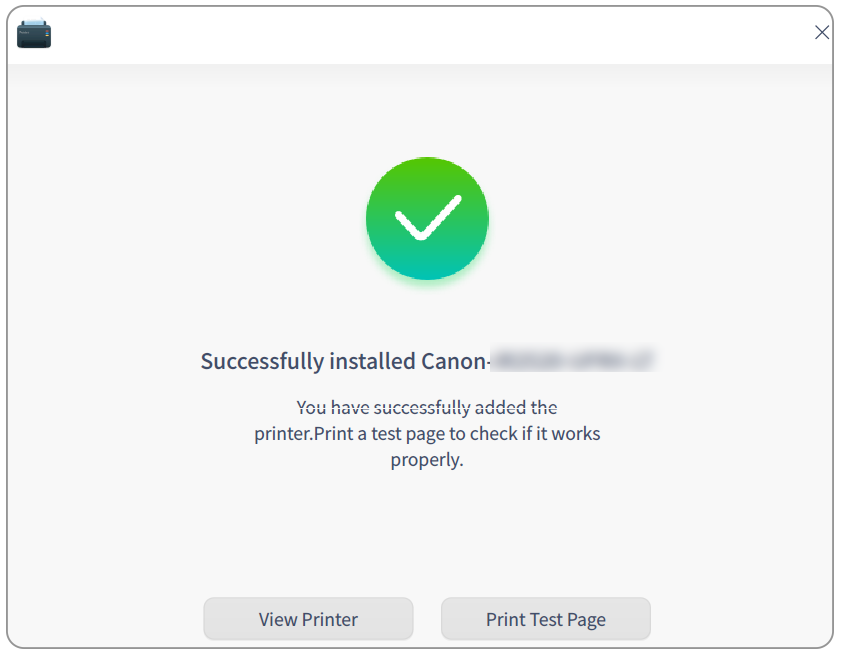 Successfully installed Canon-
You have successfully added the
printer.Print a test page to check if it works
properly.
View Printer
Print Test Page